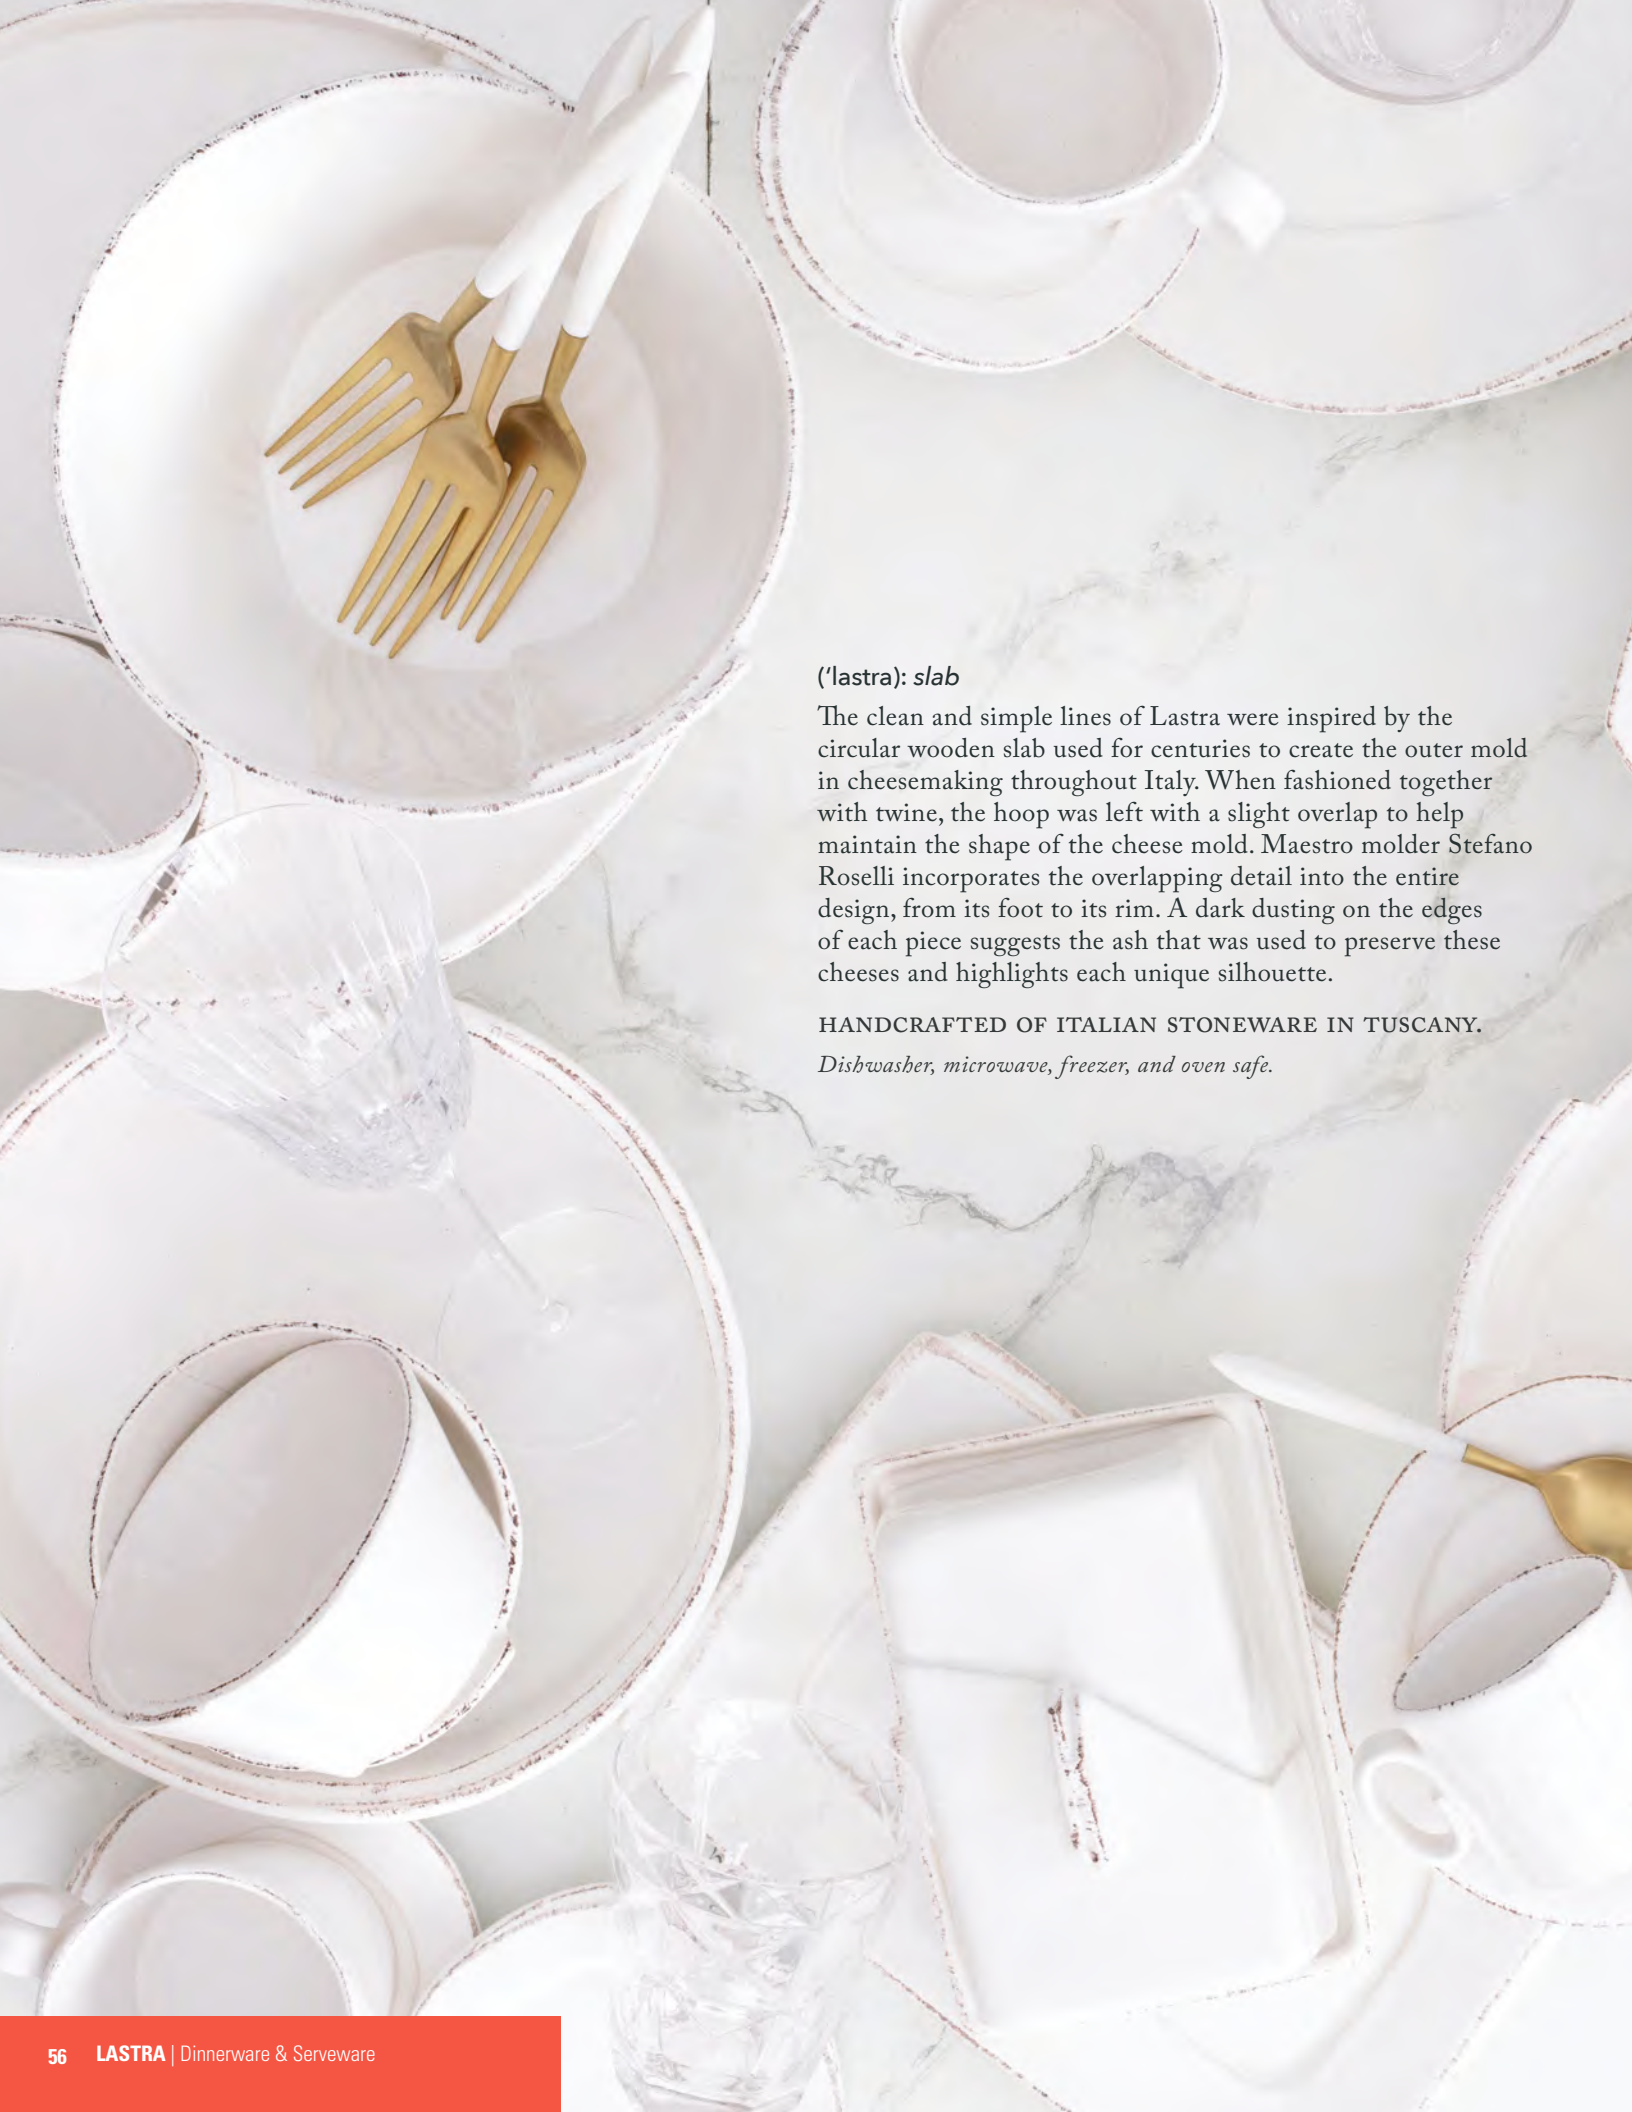 (‘lastra): slab
The clean and simple lines of Lastra were inspired by the
circular wooden slab used for centuries to create the outer mold
in cheesemaking throughout Italy. When fashioned together
with twine, the hoop was left with a slight overlap to help
maintain the shape of the cheese mold. Maestro molder Stefano
Roselli incorporates the overlapping detail into the entire
design, from its foot to its rim. A dark dusting on the edges
of each piece suggests the ash that was used to preserve these
cheeses and highlights each unique silhouette.
HANDCRAFTED OF ITALIAN STONEWARE IN TUSCANY.
Dishwasher, microwave, freezer, and oven safe.
56 LASTRA | Dinnerware & Serveware